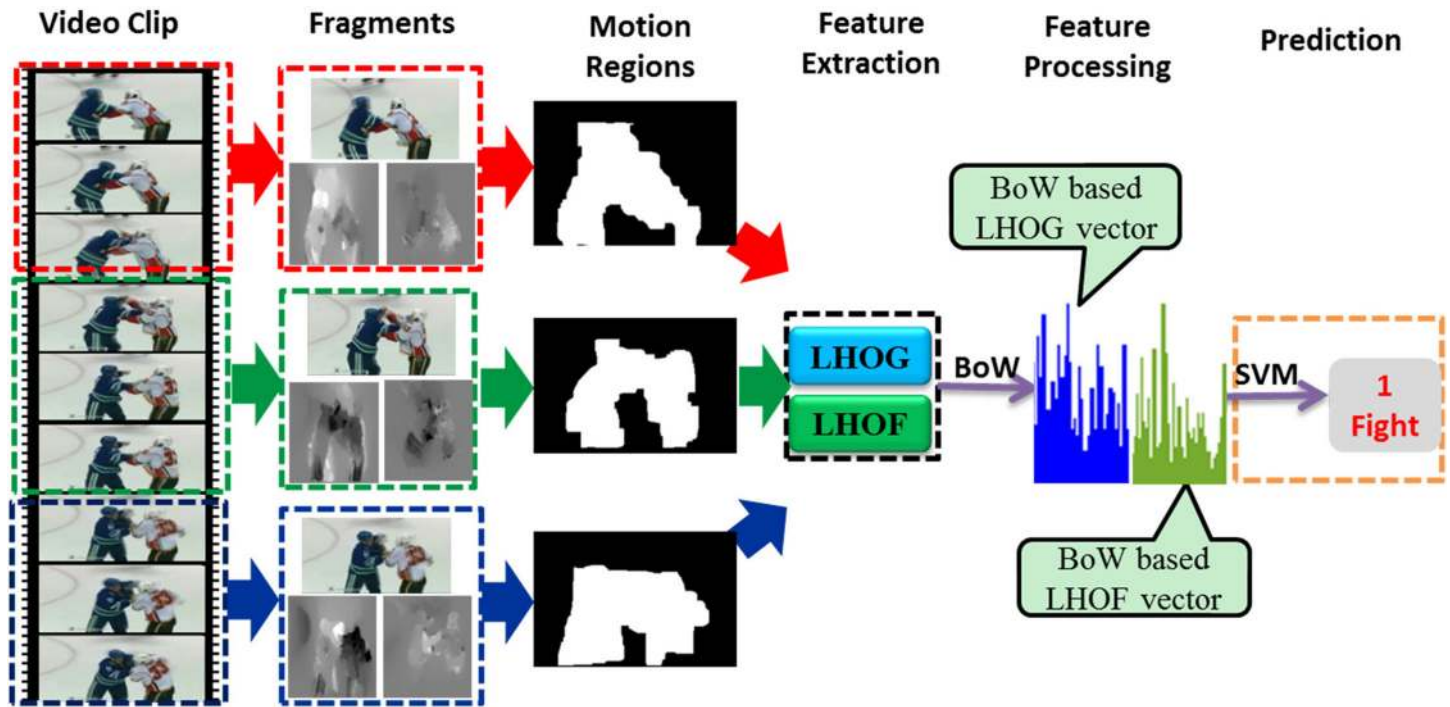 Video Clip
Fragments
Motion
Regions
Feature
Extraction
Feature
Processing
Prediction
BoW based
LHOG vector
LHOG
LHOF
BoW
SVM
1
Fight
BoW based
LHOF vector